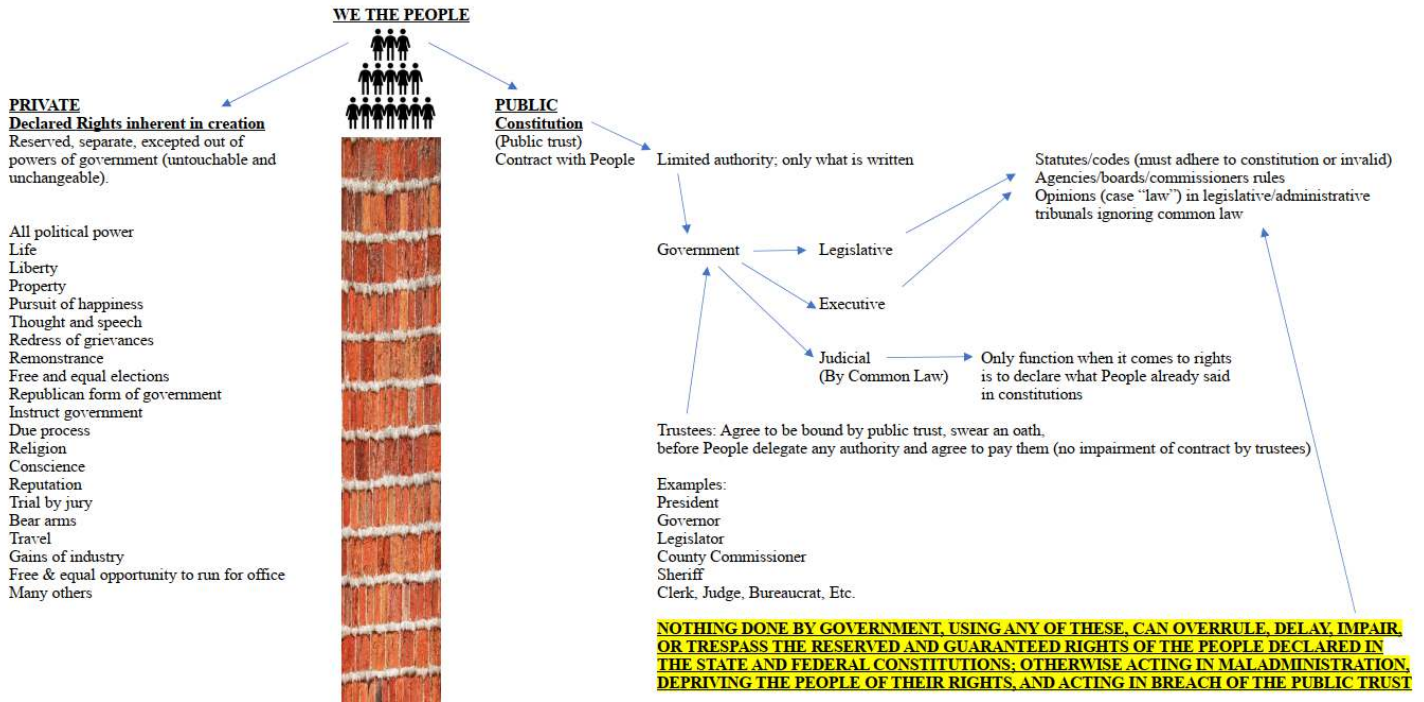 WE THE PEOPLE
PRIVATE
Declared Rights inherent in creation
Reserved, separate, excepted out of
powers of government (untouchable and
unchangeable).
All political power
Life
Liberty
Property
Pursuit of happiness
Thought and speech
Redress of grievances
Remonstrance
Free and equal elections
Republican form of government
Instruct government
Due process
Religion
Conscience
Reputation
Trial by jury
Bear arms
Travel
Gains of industry
Free & equal opportunity to run for office
Many others
PUBLIC
Constitution
(Public trust)
Contract with People
Limited authority; only what is written
Government
Legislative
Executive
Judicial
(By Common Law)
Statutes/codes (must adhere to constitution or invalid)
Agencies/boards/commissioners rules
Opinions (case “law”) in legislative/administrative
tribunals ignoring common law
Only function when it comes to rights
is to declare what People already said
in constitutions
Trustees: Agree to be bound by public trust, swear an oath,
before People delegate any authority and agree to pay them (no impairment of contract by trustees)
Examples:
President
Governor
Legislator
County Commissioner
Sheriff
Clerk, Judge, Bureaucrat, Etc.
NOTHING DONE BY GOVERNMENT, USING ANY OF THESE, CAN OVERRULE, DELAY, IMPAIR,
OR TRESPASS THE RESERVED AND GUARANTEED RIGHTS OF THE PEOPLE DECLARED IN
THE STATE AND FEDERAL CONSTITUTIONS; OTHERWISE ACTING IN MALADMINISTRATION,
DEPRIVING THE PEOPLE OF THEIR RIGHTS, AND ACTING IN BREACH OF THE PUBLIC TRUST